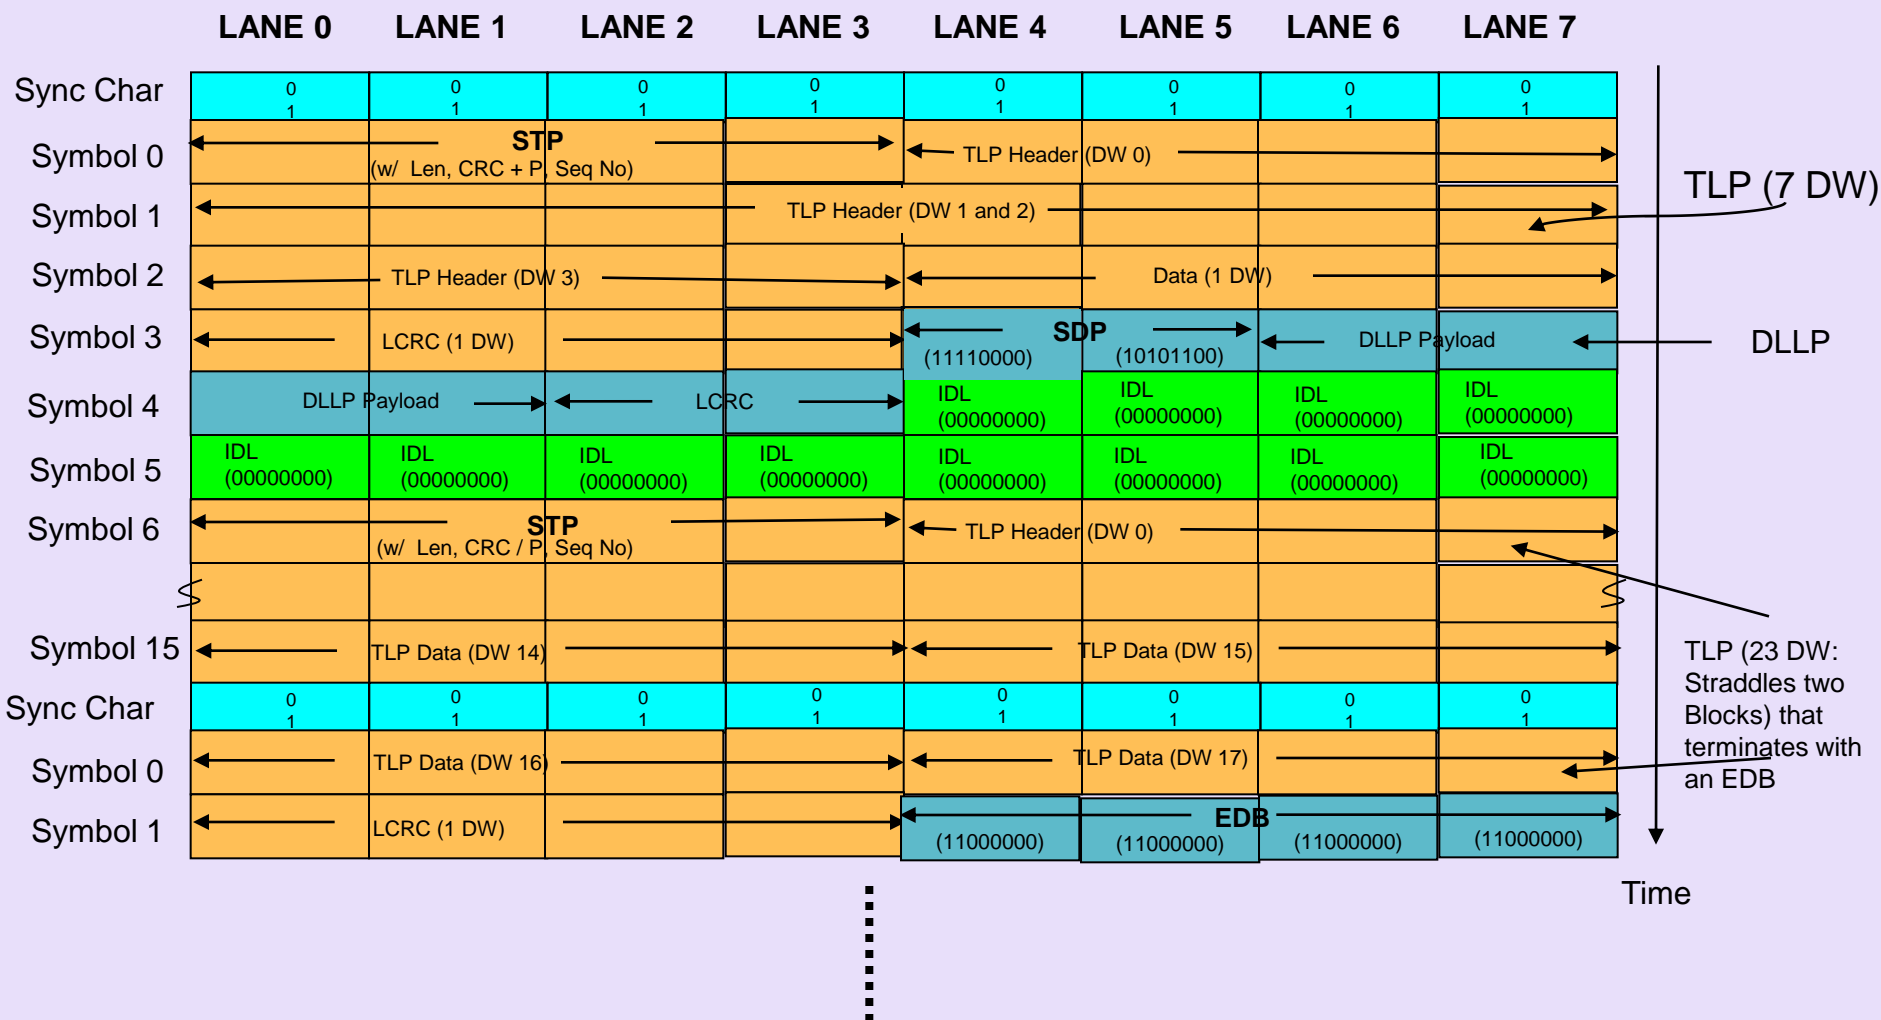 LANE 0 LANE 1 LANE 2 LANE 3 LANE 4 LANE 5 LANE 6 LANE 7
Sync Char 0 0 0 0 0 0 0 0
1 1 1 1 1 1 1 1
Symbol 0 STP TLP Header (DW 0)
(w/ Len, CRC + P, Seq No)
Symbol 1 TLP Header (DW 1 and 2)
TLP (7 DW)
Symbol 2 TLP Header (DW 3) Data (1 DW)
Symbol 3 LCRC (1 DW) SDP DLLP Payload
(11110000) (10101100)
DLLP
Symbol 4 DLLP Payload LCRC IDL IDL IDL IDL
(00000000) (00000000) (00000000) (00000000)
Symbol 5 IDL IDL IDL IDL IDL IDL IDL IDL
(00000000) (00000000) (00000000) (00000000) (00000000) (00000000) (00000000) (00000000)
Symbol 6 STP TLP Header (DW 0)
(w/ Len, CRC / P, Seq No)
Symbol 15 TLP Data (DW 14) TLP Data (DW 15)
Sync Char 0 0 0 0 0 0 0 0
1 1 1 1 1 1 1 1
Symbol 0 TLP Data (DW 16) TLP Data (DW 17)
Symbol 1 LCRC (1 DW) EDB
(11000000) (11000000) (11000000) (11000000)
TLP (23 DW:
Straddles two
Blocks) that
terminates with
an EDB
Time